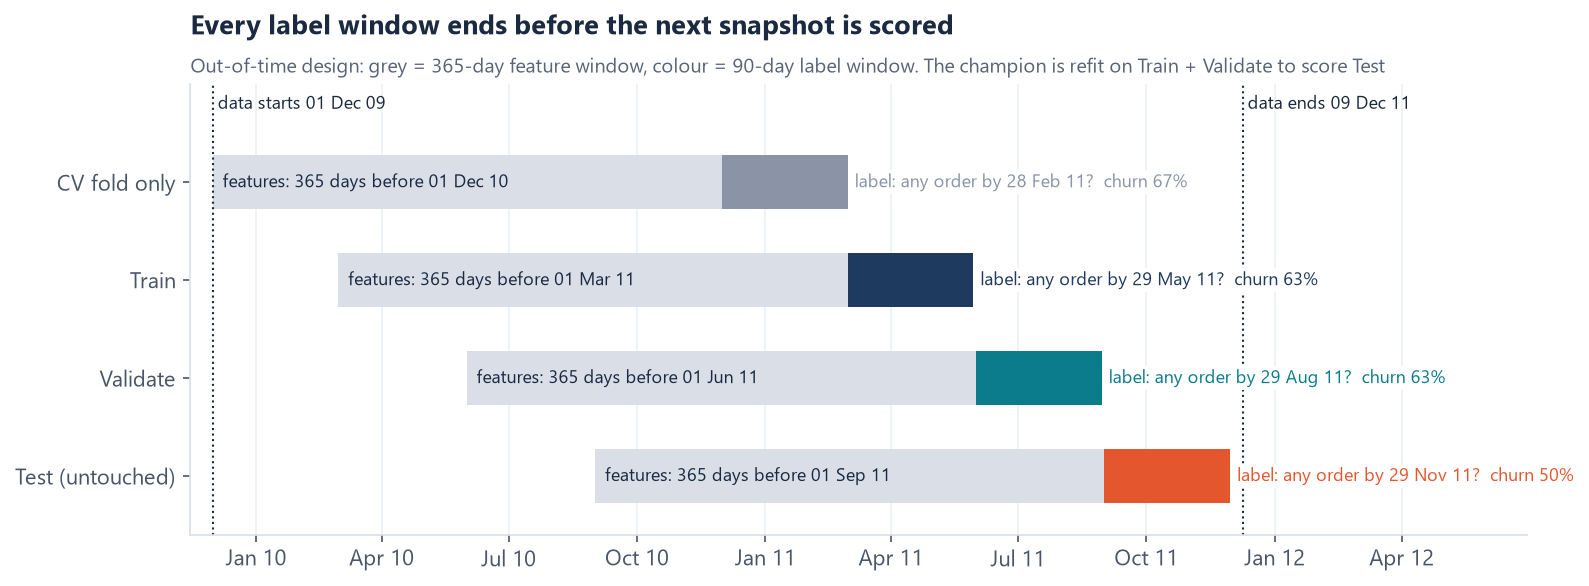 Every label window ends before the next snapshot is scored
Out-of-time design: grey = 365-day feature window, colour = 90-day label window. The champion is refit on Train + Validate to score Test
data starts 01 Dec 09
data ends 09 Dec 11
CV fold only
features: 365 days before 01 Dec 10
label: any order by 28 Feb 11?  churn 67%
Train
features: 365 days before 01 Mar 11
label: any order by 29 May 11?  churn 63%
Validate
features: 365 days before 01 Jun 11
label: any order by 29 Aug 11?  churn 63%
Test (untouched)
features: 365 days before 01 Sep 11
label: any order by 29 Nov 11?  churn 50%
Jan 10
Apr 10
Jul 10
Oct 10
Jan 11
Apr 11
Jul 11
Oct 11
Jan 12
Apr 12